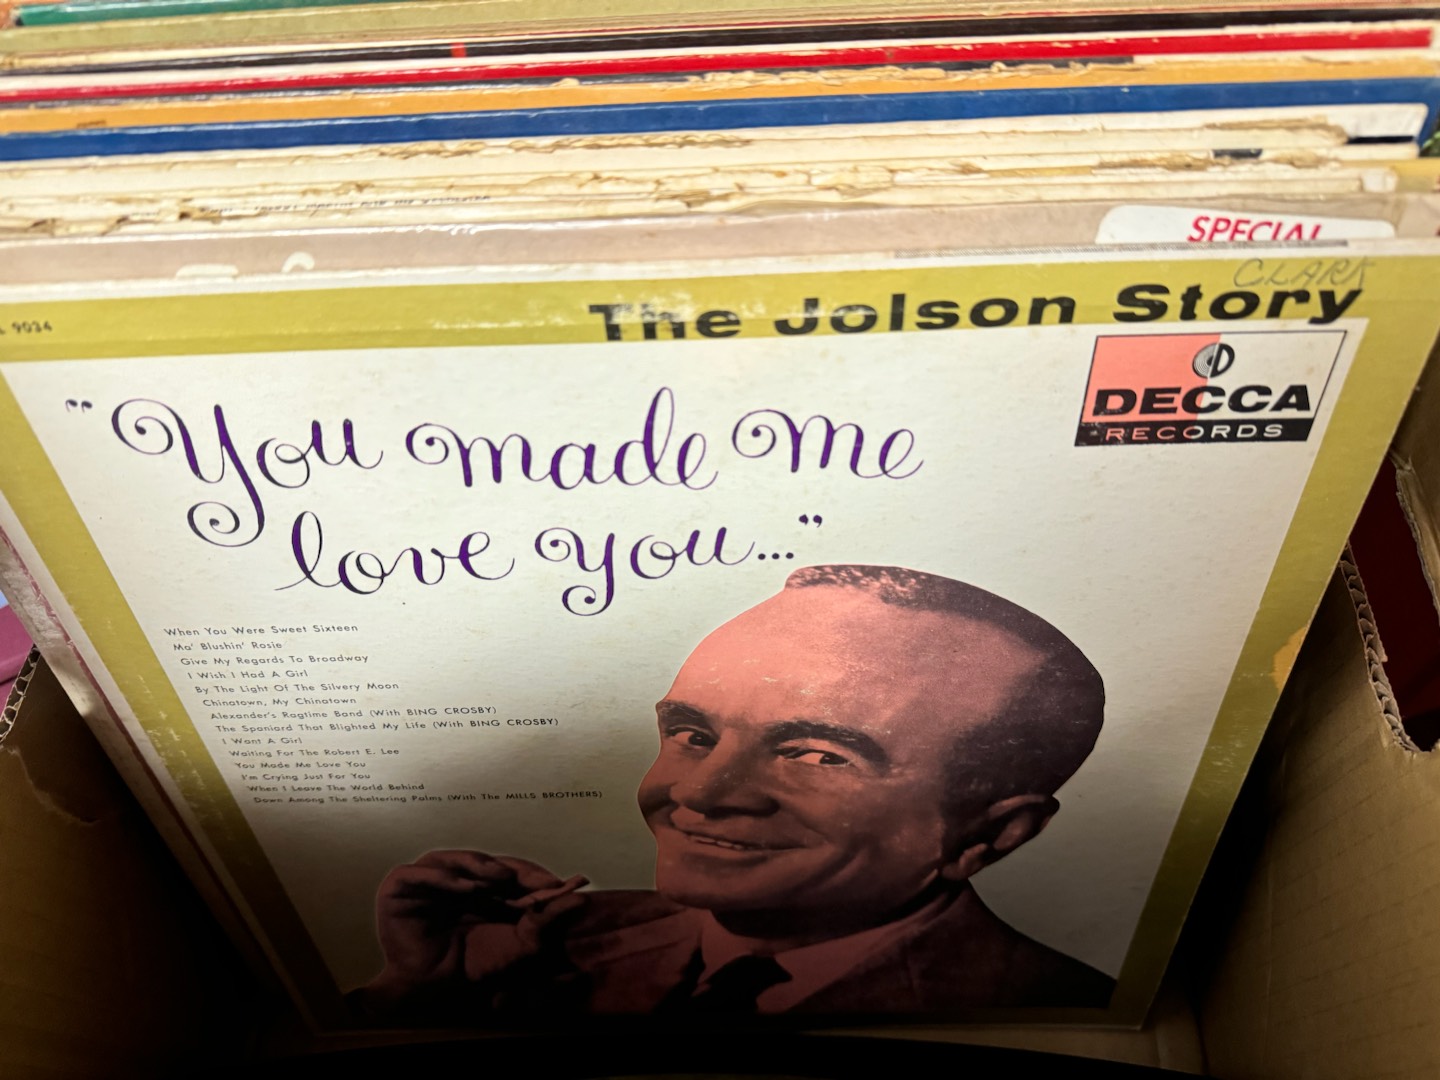 SPECIAL
CLARK
9034
The Jolson Story
DECCA
RECORDS
"You made me
love you..."
When You Were Sweet Sixteen
Ma' Blushin' Rosie
Give My Regards To Broadway
I Wish I Had A Girl
By The Light Of The Silvery Moon
Chinatown, My Chinatown
Alexander's Ragtime Band (With BING CROSBY)
The Spaniard That Blighted My Life (With BING CROSBY)
I Want A Girl
Waiting For The Robert E. Lee
You Made Me Love You
I'm Crying Just For You
When I Leave The World Behind
Down Among The Sheltering Palms (With The MILLS BROTHERS)